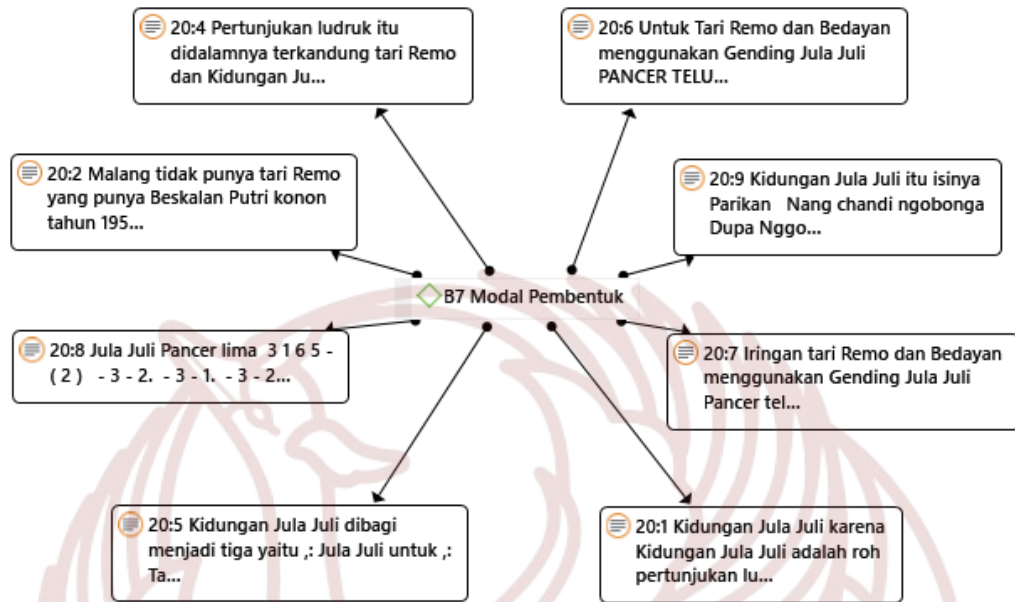 20:4 Pertunjukan ludruk itu
didalamnya terkandung tari Remo
dan Kidungan Ju...
20:6 Untuk Tari Remo dan Bedayan
menggunakan Gending Jula Juli
PANCER TELU...
20:2 Malang tidak punya tari Remo
yang punya Beskalan Putri konon
tahun 195...
20:9 Kidungan Jula Juli itu isinya
Parikan Nang chandi ngobonga
Dupa Nggo...
B7 Modal Pembentuk
20:8 Jula Juli Pancer lima 3 1 6 5 -
( 2 ) - 3 - 2. - 3 - 1. - 3 - 2...
20:7 Iringan tari Remo dan Bedayan
menggunakan Gending Jula Juli
Pancer tel...
20:5 Kidungan Jula Juli dibagi
menjadi tiga yaitu ,: Jula Juli untuk ,:
Ta...
20:1 Kidungan Jula Juli karena
Kidungan Jula Juli adalah roh
pertunjukan lu...